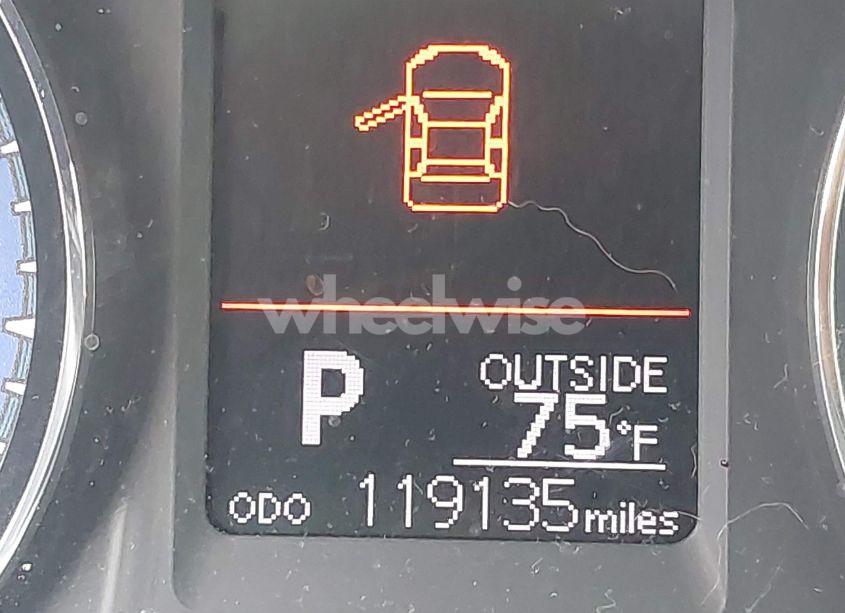 wheelwise
P
OUTSIDE
75°F
ODO 119135 miles